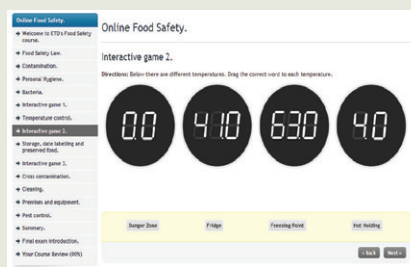 Online Food Safety.
➔ Welcome to ETD's Food Safety
course.
➔ Food Safety Law.
➔ Contamination.
➔ Personal Hygiene.
➔ Bacteria.
➔ Interactive game 1.
➔ Temperature control.
➔ Interactive game 2.
➔ Storage, date labelling and
preserved food.
➔ Interactive game 3.
➔ Cross contamination.
➔ Cleaning.
➔ Premises and equipment.
➔ Pest control.
➔ Summary.
➔ Final exam introduction.
➔ Your Course Review (00%)
Online Food Safety.
Interactive game 2.
Directions: Below there are different temperatures. Drag the correct word to each temperature.
0.0 41.0 63.0 4.0
Danger Zone Fridge Freezing Point Hot Holding
« Back Next »